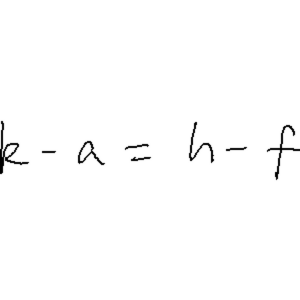 k - a = h - f